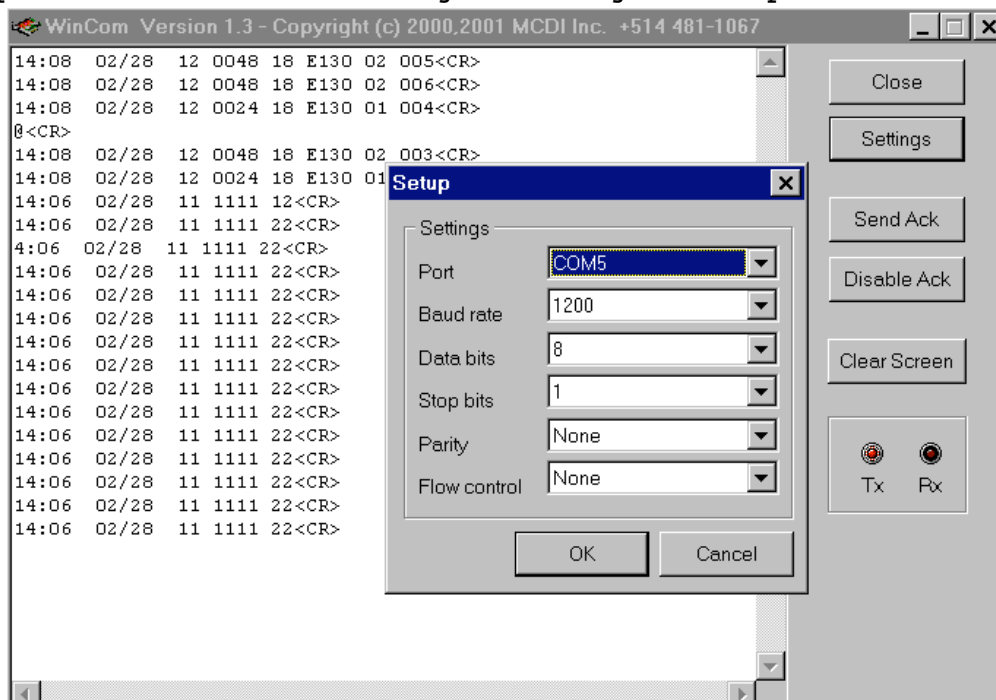 WinCom Version 1.3 - Copyright (c) 2000,2001 MCDI Inc. +514 481-1067
14:08 02/28 12 0048 18 E130 02 005<CR>
14:08 02/28 12 0048 18 E130 02 006<CR>
14:08 02/28 12 0024 18 E130 01 004<CR>
@<CR>
14:08 02/28 12 0048 18 E130 02 003<CR>
14:08 02/28 12 0024 18 E130 01
14:06 02/28 11 1111 12<CR>
14:06 02/28 11 1111 22<CR>
4:06 02/28 11 1111 22<CR>
14:06 02/28 11 1111 22<CR>
14:06 02/28 11 1111 22<CR>
14:06 02/28 11 1111 22<CR>
14:06 02/28 11 1111 22<CR>
14:06 02/28 11 1111 22<CR>
14:06 02/28 11 1111 22<CR>
14:06 02/28 11 1111 22<CR>
14:06 02/28 11 1111 22<CR>
14:06 02/28 11 1111 22<CR>
14:06 02/28 11 1111 22<CR>
14:06 02/28 11 1111 22<CR>
14:06 02/28 11 1111 22<CR>
Setup
Settings
Port COM5
Baud rate 1200
Data bits 8
Stop bits 1
Parity None
Flow control None
OK Cancel
Close
Settings
Send Ack
Disable Ack
Clear Screen
Tx Rx